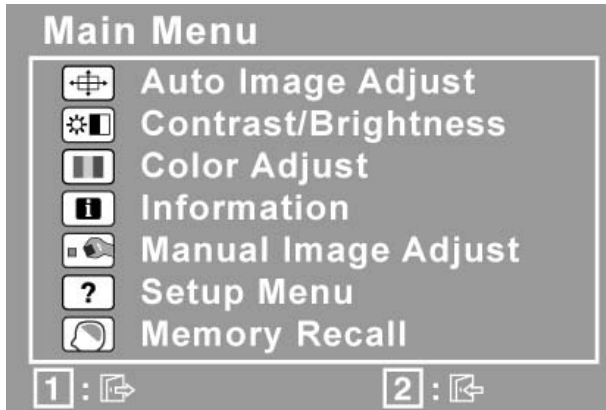 Main Menu
Auto Image Adjust
Contrast/Brightness
Color Adjust
i Information
Manual Image Adjust
? Setup Menu
Memory Recall
1 : 2 :